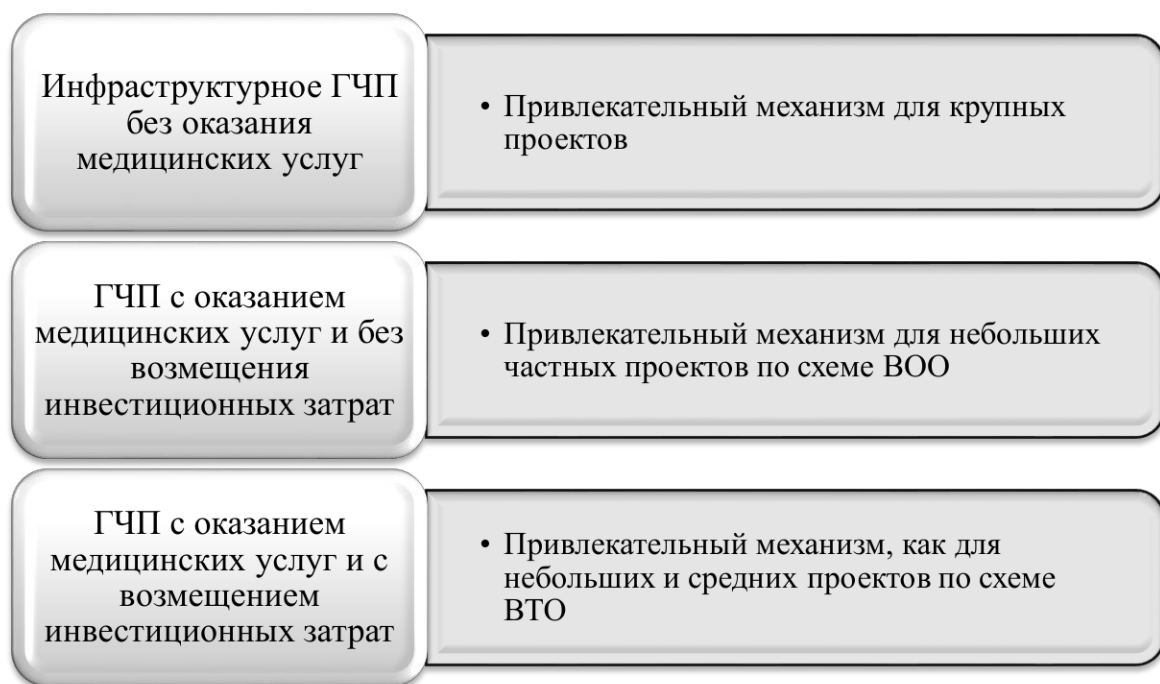 Инфраструктурное ГЧП
без оказания
медицинских услуг
• Привлекательный механизм для крупных
проектов
ГЧП с оказанием
медицинских услуг и без
возмещения
инвестиционных затрат
• Привлекательный механизм для небольших
частных проектов по схеме ВОО
ГЧП с оказанием
медицинских услуг и с
возмещением
инвестиционных затрат
• Привлекательный механизм, как для
небольших и средних проектов по схеме
ВТО